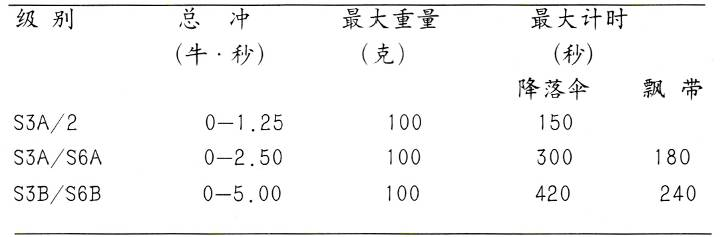 级 别 总 冲 最大重量 最大计时
(牛·秒) (克) (秒)
降落伞 飘 带
S3A/2 0—1.25 100 150
S3A/S6A 0—2.50 100 300 180
S3B/S6B 0—5.00 100 420 240